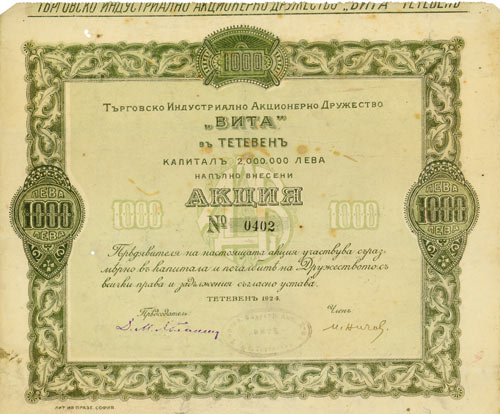 ТЪРГОВСКО ИНДУСТРИАЛНО АКЦИОНЕРНО ДРУЖЕСТВО „ВИТА" ТЕТЕВЕНЪ
1000
Търговско Индустриално Акционерно Дружество
„ВИТА"
въ ТЕТЕВЕНЪ
КАПИТАЛЪ 2,000.000 ЛЕВА
НАПЪЛНО ВНЕСЕНИ
АКЦИЯ
№ 0402
ЛЕВА 1000 ЛЕВА
1000
1000
ЛЕВА 1000 ЛЕВА
Предявителя на настоящата акция участвува сраз
мѣрно въ капитала и печалбитѣ на Дружеството съ
всички права и задължения съгласно устава.
ТЕТЕВЕНЪ 1924.
Председатель
Членъ